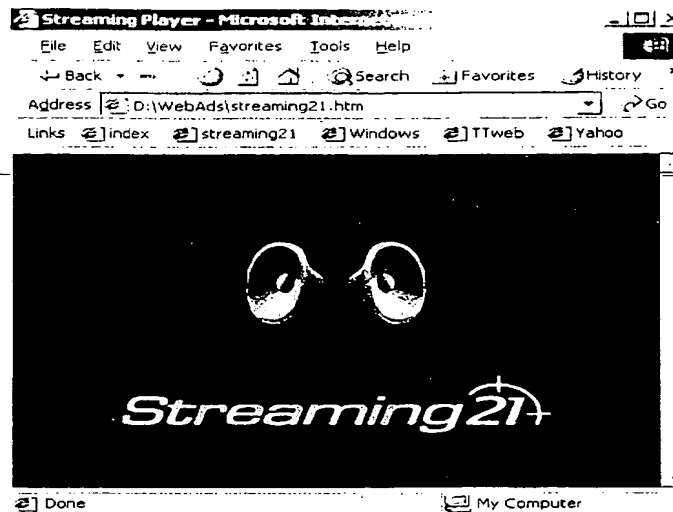 Streaming Player - Microsoft
File Edit View Favorites Tools Help
Back Search Favorites History
Address D:\WebAds\streaming21.htm Go
Links index streaming21 Windows TTweb Yahoo
Streaming21
Done My Computer